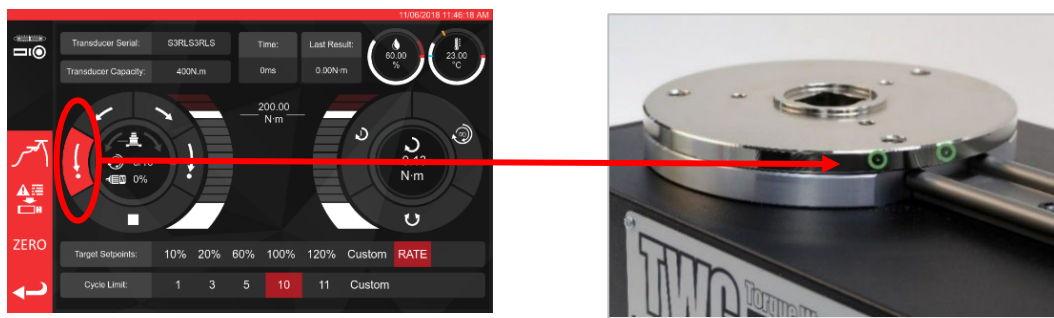 11/06/2018 11:46:18 AM
Transducer Serial: S3RLS3RLS Time: Last Result:
Transducer Capacity: 400N.m 0ms 0.00N·m
60.00
%
23.00
°C
200.00
N·m
0%
N·m
ZERO
Target Setpoints: 10% 20% 60% 100% 120% Custom RATE
Cycle Limit: 1 3 5 10 11 Custom
TWC
Torque